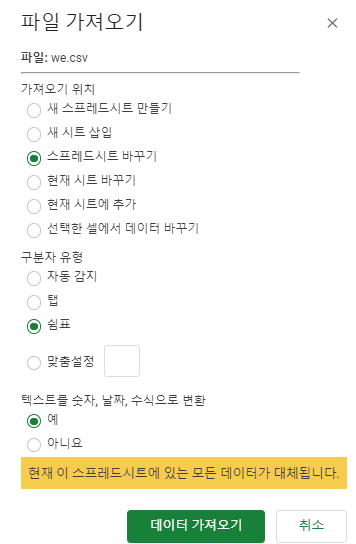 파일 가져오기
파일: we.csv
가져오기 위치
새 스프레드시트 만들기
새 시트 삽입
스프레드시트 바꾸기
현재 시트 바꾸기
현재 시트에 추가
선택한 셀에서 데이터 바꾸기
구분자 유형
자동 감지
탭
쉼표
맞춤설정
텍스트를 숫자, 날짜, 수식으로 변환
예
아니요
현재 이 스프레드시트에 있는 모든 데이터가 대체됩니다.
데이터 가져오기 취소